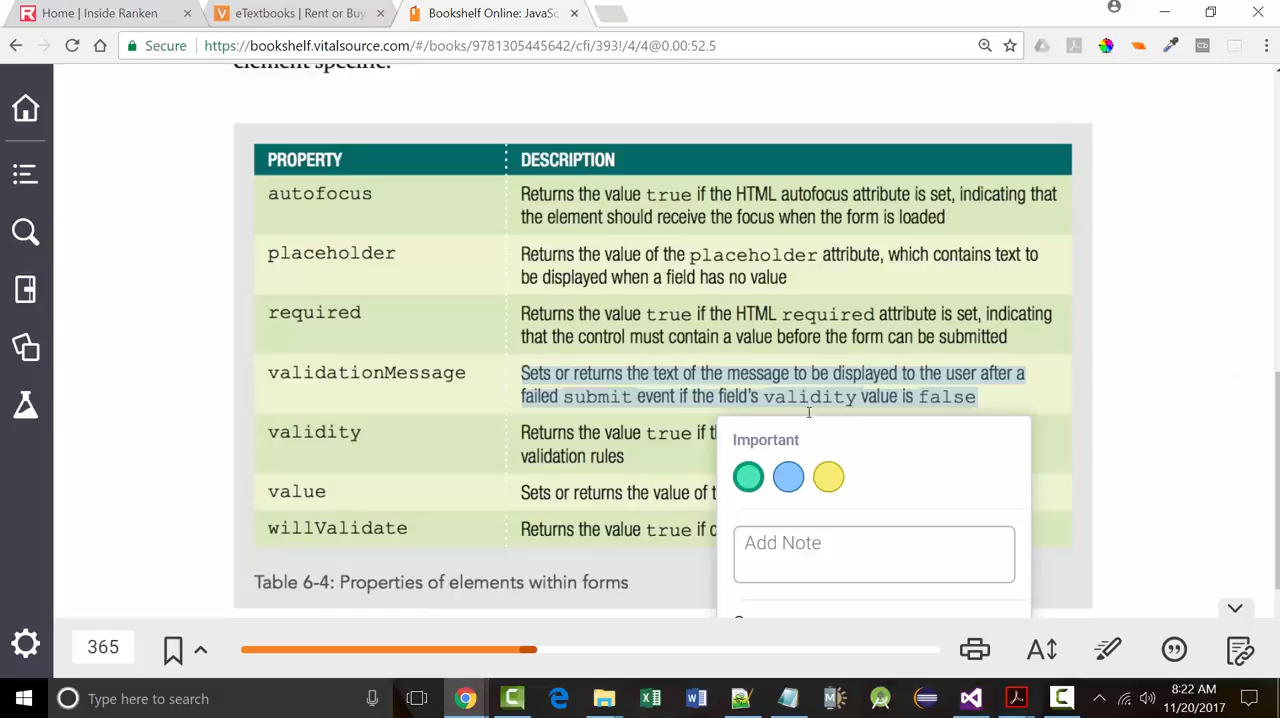 Home | Inside Ranken
eTextbooks | Rent or Buy
Bookshelf Online: JavaSc
Secure
https://bookshelf.vitalsource.com/#/books/9781305445642/cfi/393!/4/4@0.00:52.5
element specific.
PROPERTY DESCRIPTION
autofocus Returns the value true if the HTML autofocus attribute is set, indicating that
the element should receive the focus when the form is loaded
placeholder Returns the value of the placeholder attribute, which contains text to
be displayed when a field has no value
required Returns the value true if the HTML required attribute is set, indicating
that the control must contain a value before the form can be submitted
validationMessage Sets or returns the text of the message to be displayed to the user after a
failed submit event if the field's validity value is false
validity Returns the value true if
validation rules
value Sets or returns the value of
willValidate Returns the value true if
Table 6-4: Properties of elements within forms
Important
Add Note
365
Type here to search
8:22 AM
11/20/2017